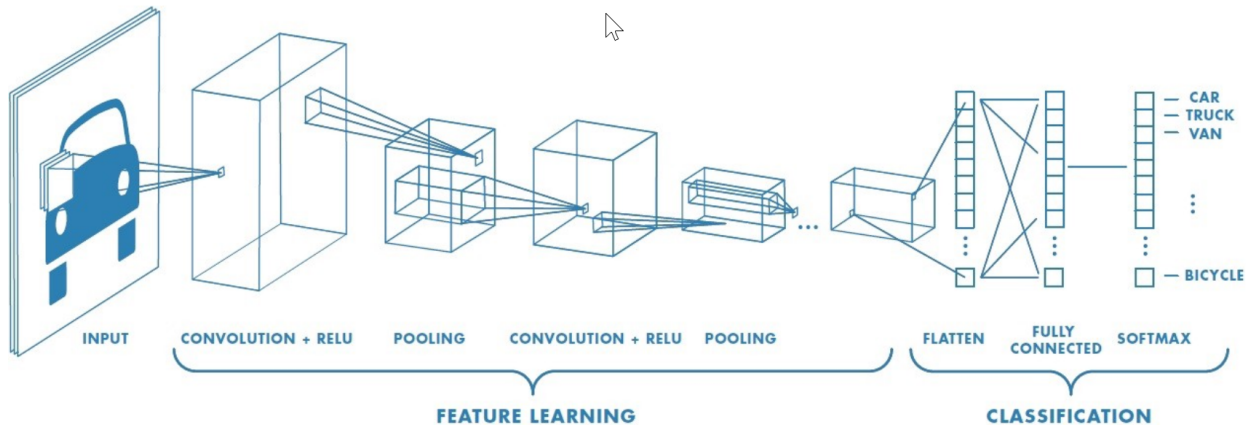 CAR
TRUCK
VAN
BICYCLE
INPUT
CONVOLUTION + RELU
POOLING
CONVOLUTION + RELU
POOLING
FLATTEN
FULLY
CONNECTED
SOFTMAX
FEATURE LEARNING
CLASSIFICATION